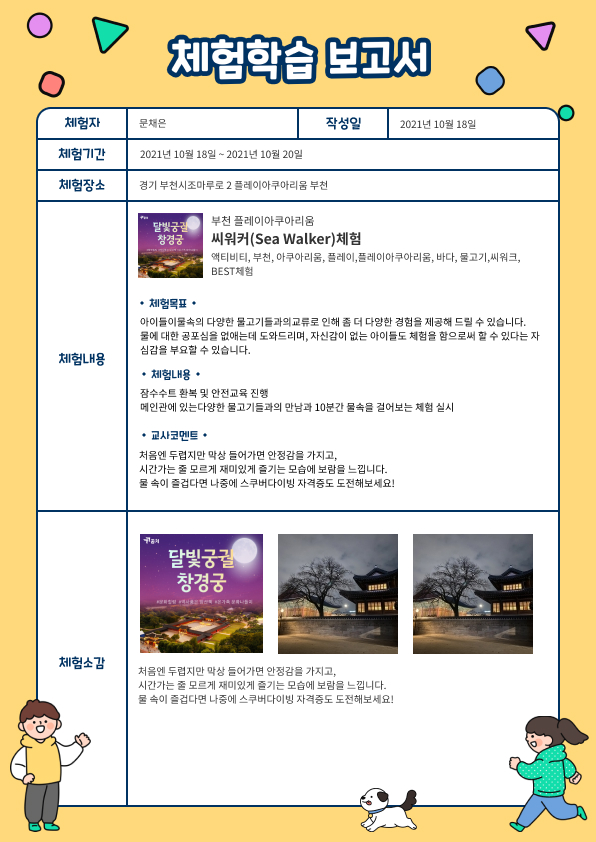 체험학습 보고서
체험자 문채은 작성일 2021년 10월 18일
체험기간 2021년 10월 18일 ~ 2021년 10월 20일
체험장소 경기 부천시조마루로 2 플레이아쿠아리움 부천
체험내용
달빛궁궐
창경궁
부천 플레이아쿠아리움
씨워커(Sea Walker)체험
액티비티, 부천, 아쿠아리움, 플레이,플레이아쿠아리움, 바다, 물고기,씨워크,
BEST체험
• 체험목표 •
아이들이물속의 다양한 물고기들과의교류로 인해 좀 더 다양한 경험을 제공해 드릴 수 있습니다.
물에 대한 공포심을 없애는데 도와드리며, 자신감이 없는 아이들도 체험을 함으로써 할 수 있다는 자
심감을 부요할 수 있습니다.
• 체험내용 •
잠수수트 환복 및 안전교육 진행
메인관에 있는다양한 물고기들과의 만남과 10분간 물속을 걸어보는 체험 실시
• 교사코멘트 •
처음엔 두렵지만 막상 들어가면 안정감을 가지고,
시간가는 줄 모르게 재미있게 즐기는 모습에 보람을 느낍니다.
물 속이 즐겁다면 나중에 스쿠버다이빙 자격증도 도전해보세요!
체험소감
달빛궁궐
창경궁
처음엔 두렵지만 막상 들어가면 안정감을 가지고,
시간가는 줄 모르게 재미있게 즐기는 모습에 보람을 느낍니다.
물 속이 즐겁다면 나중에 스쿠버다이빙 자격증도 도전해보세요!